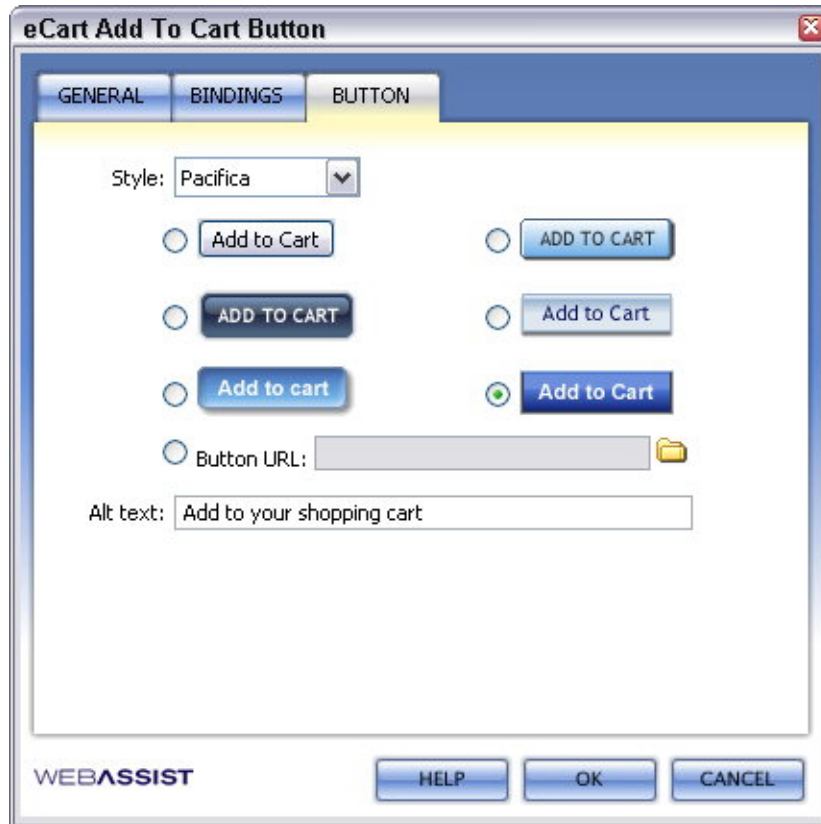 eCart Add To Cart Button
GENERAL BINDINGS BUTTON
Style: Pacifica
Add to Cart ADD TO CART
ADD TO CART Add to Cart
Add to cart Add to Cart
Button URL:
Alt text: Add to your shopping cart
WEBASSIST HELP OK CANCEL